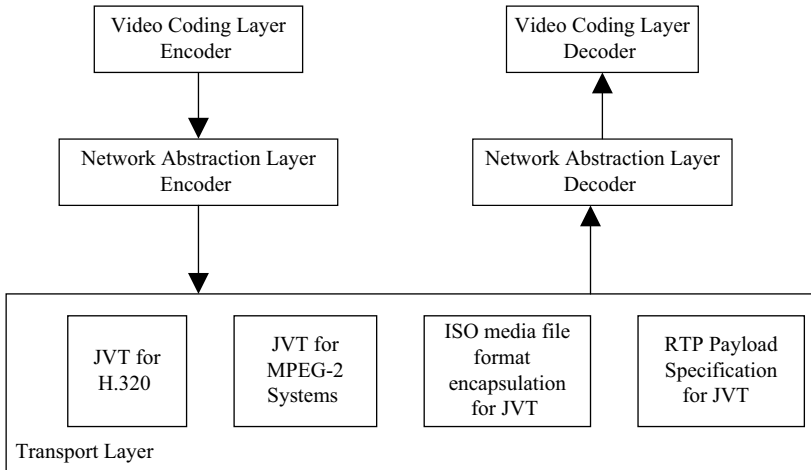 Video Coding Layer
Encoder
Video Coding Layer
Decoder
Network Abstraction Layer
Encoder
Network Abstraction Layer
Decoder
JVT for
H.320
JVT for
MPEG-2
Systems
ISO media file
format
encapsulation
for JVT
RTP Payload
Specification
for JVT
Transport Layer